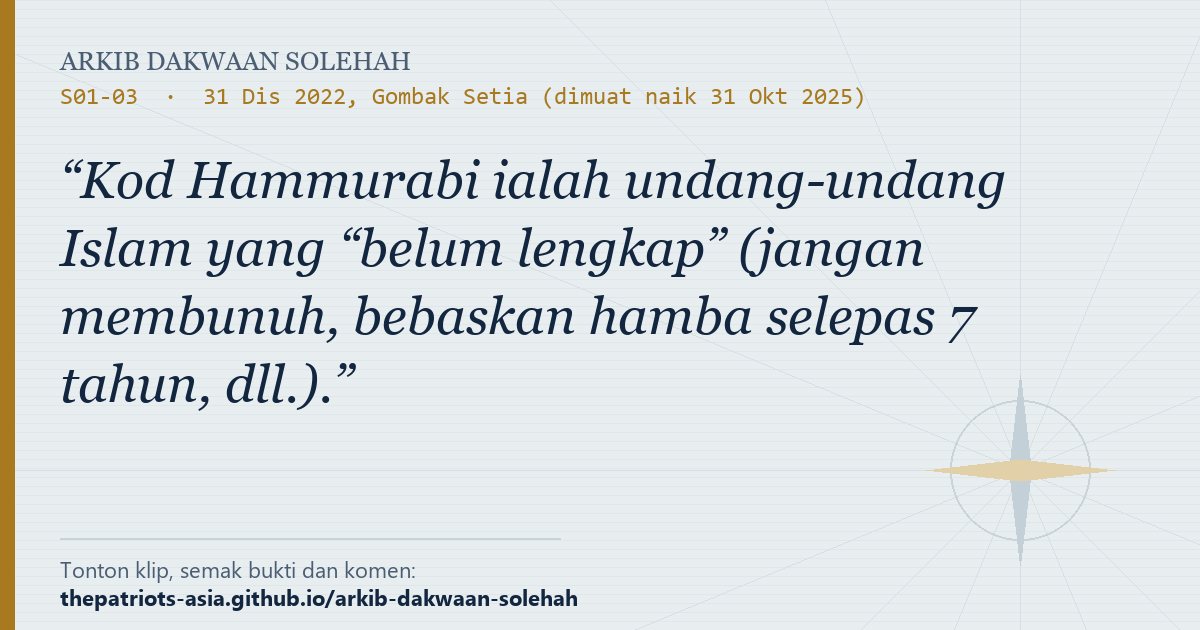 ARKIB DAKWAAN SOLEHAH
S01-03 · 31 Dis 2022, Gombak Setia (dimuat naik 31 Okt 2025)
“Kod Hammurabi ialah undang-undang
Islam yang “belum lengkap” (jangan
membunuh, bebaskan hamba selepas 7
tahun, dll.).”
Tonton klip, semak bukti dan komen:
thepatriots-asia.github.io/arkib-dakwaan-solehah